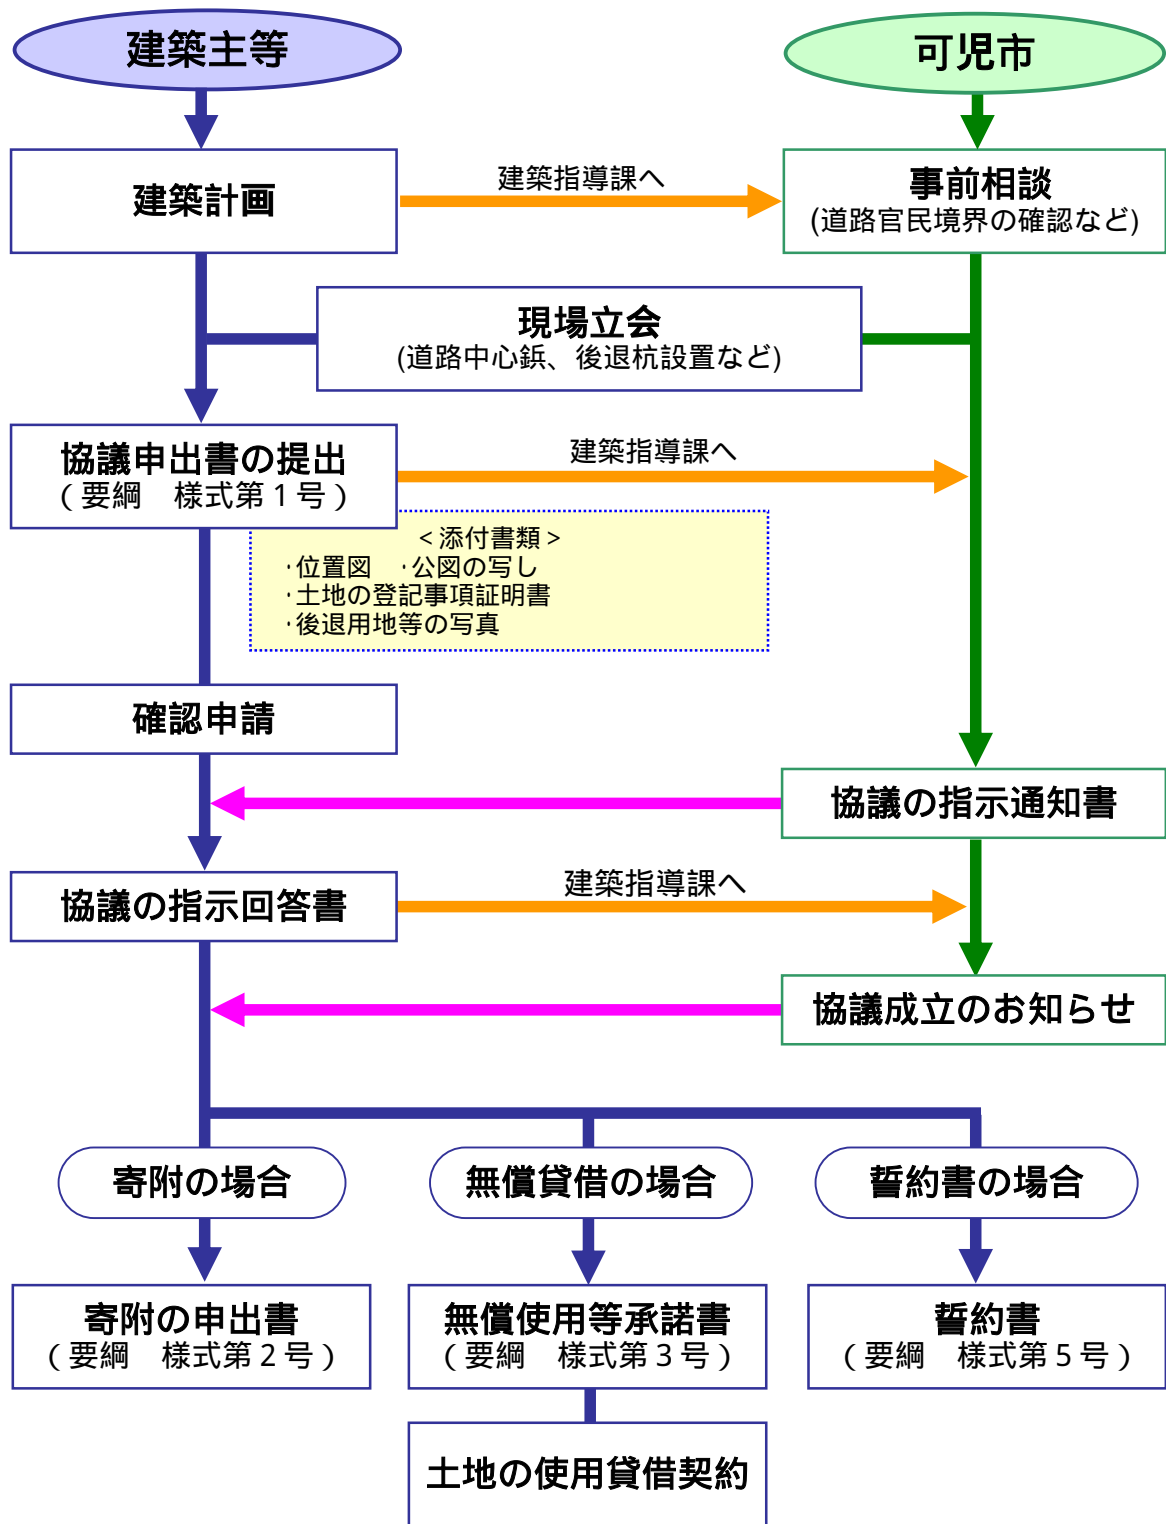 建築主等
可児市
建築計画
建築指導課へ
事前相談
(道路官民境界の確認など)
現場立会
(道路中心鋲、後退杭設置など)
協議申出書の提出
（要綱　様式第１号）
建築指導課へ
＜添付書類＞
・位置図　・公図の写し
・土地の登記事項証明書
・後退用地等の写真
確認申請
協議の指示通知書
協議の指示回答書
建築指導課へ
協議成立のお知らせ
寄附の場合
無償貸借の場合
誓約書の場合
寄附の申出書
（要綱　様式第２号）
無償使用等承諾書
（要綱　様式第３号）
誓約書
（要綱　様式第５号）
土地の使用貸借契約